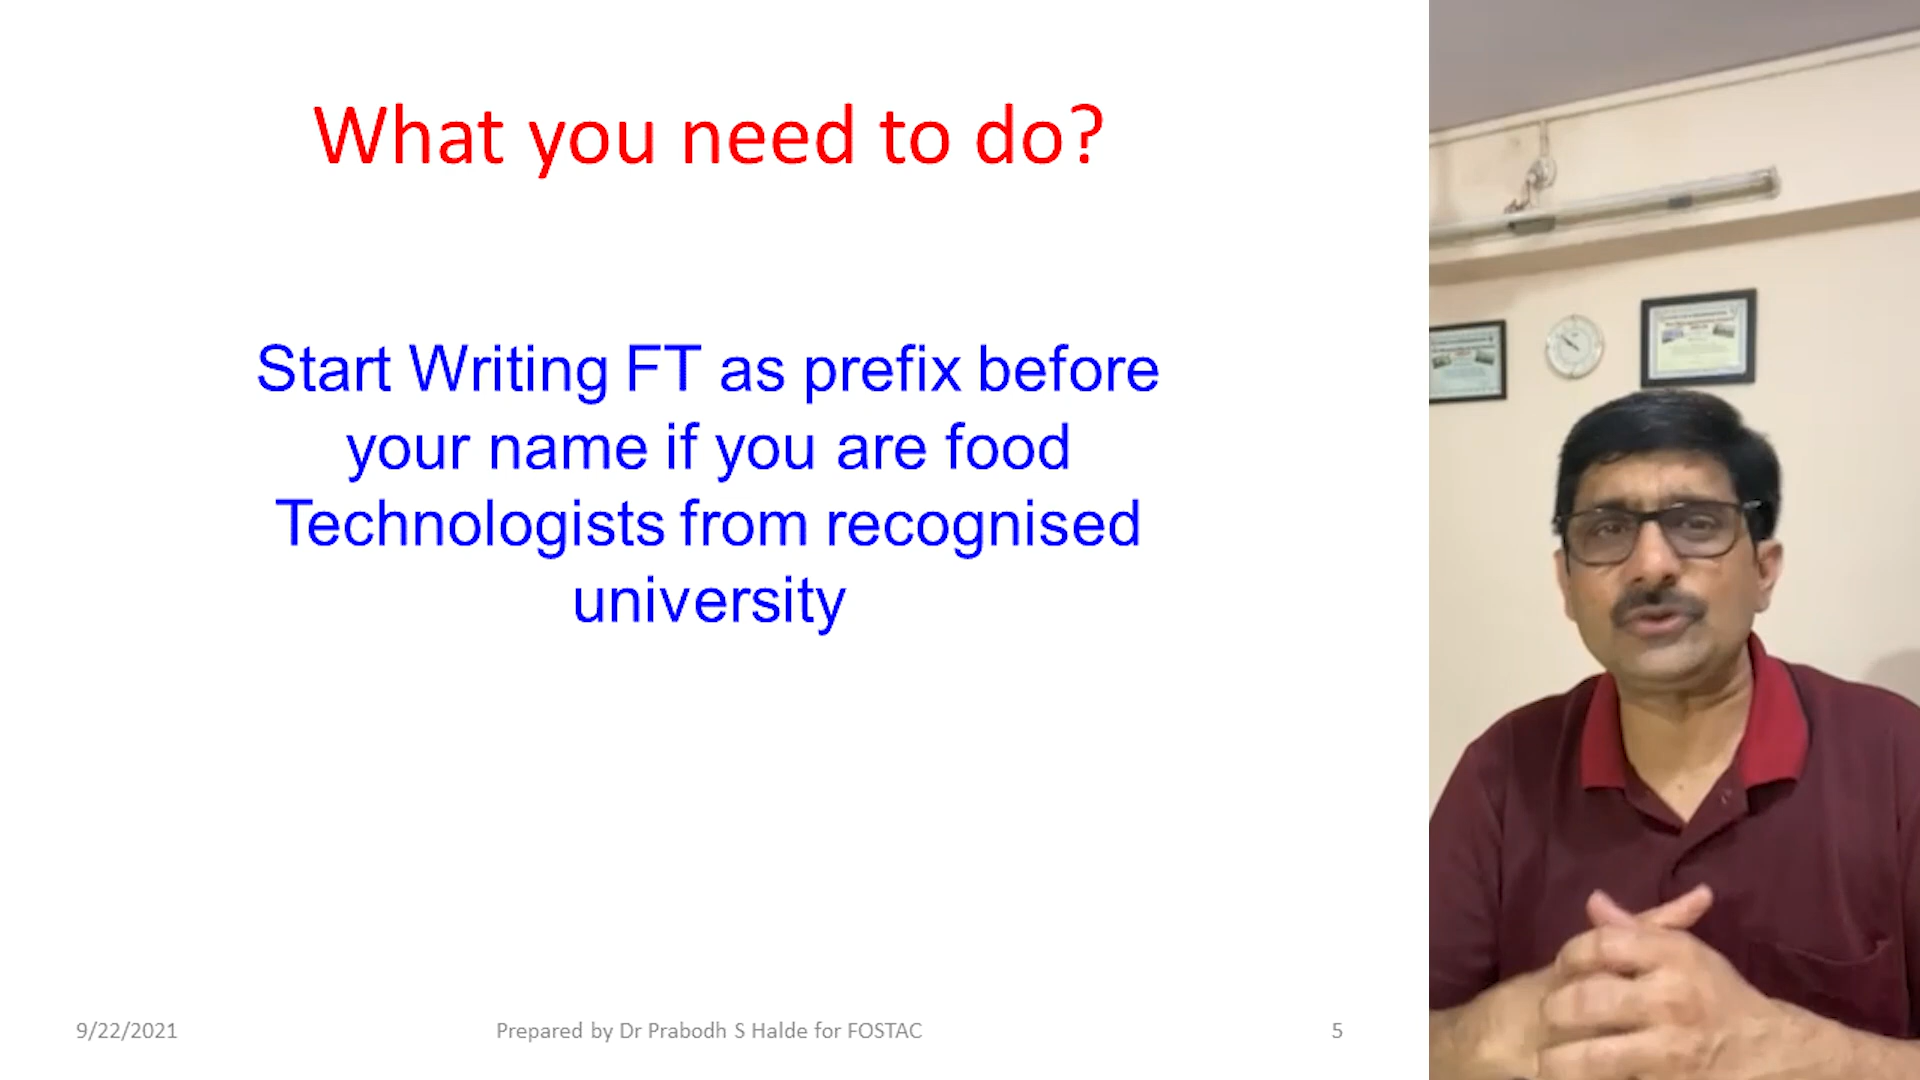 What you need to do?
Start Writing FT as prefix before
your name if you are food
Technologists from recognised
university
9/22/2021
Prepared by Dr Prabodh S Halde for FOSTAC
5